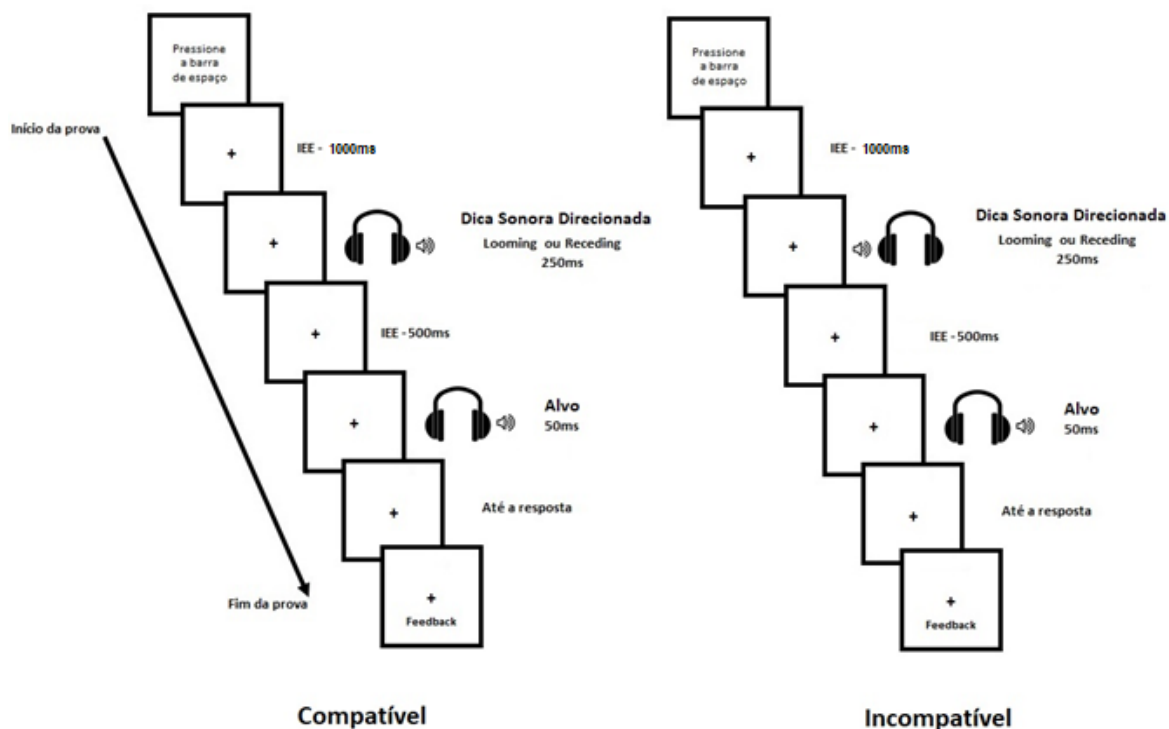 Pressione
a barra
de espaço
Início da prova
IEE - 1000ms
+
+
Dica Sonora Direcionada
Looming ou Receding
250ms
+
IEE -500ms
+
Alvo
50ms
+
Até a resposta
Fim da prova
+
Feedback
Compatível
Pressione
a barra
de espaço
+
IEE - 1000ms
+
Dica Sonora Direcionada
Looming ou Receding
250ms
+
IEE -500ms
+
Alvo
50ms
+
Até a resposta
+
Feedback
Incompatível